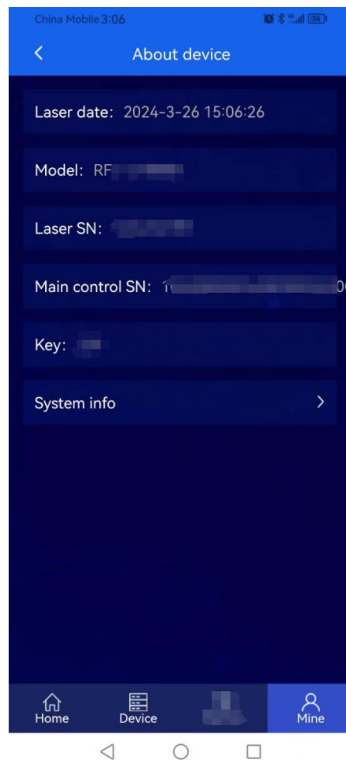 China Mobile 3:06
About device
Laser date: 2024-3-26 15:06:26
Model: RF
Laser SN:
Main control SN:
Key:
System info
Home
Device
Mine